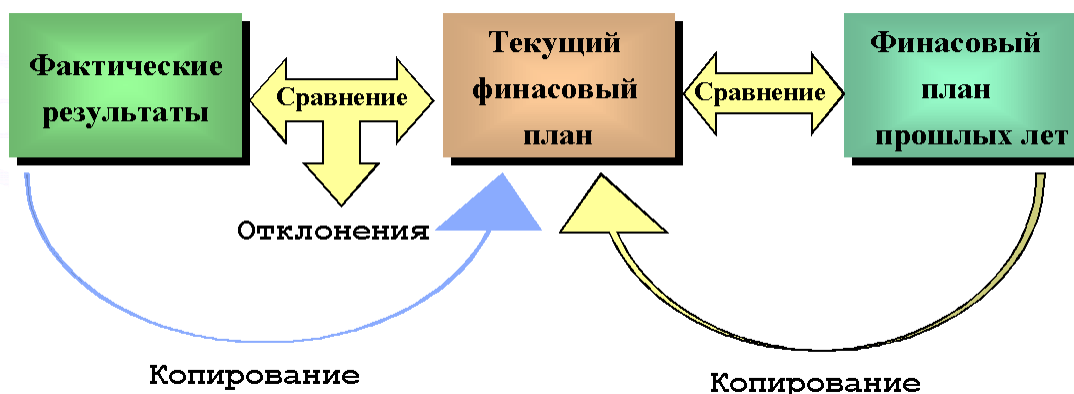 Фактические
результаты
Сравнение
Отклонения
Текущий
финасовый
план
Сравнение
Финасовый
план
прошлых лет
Копирование
Копирование